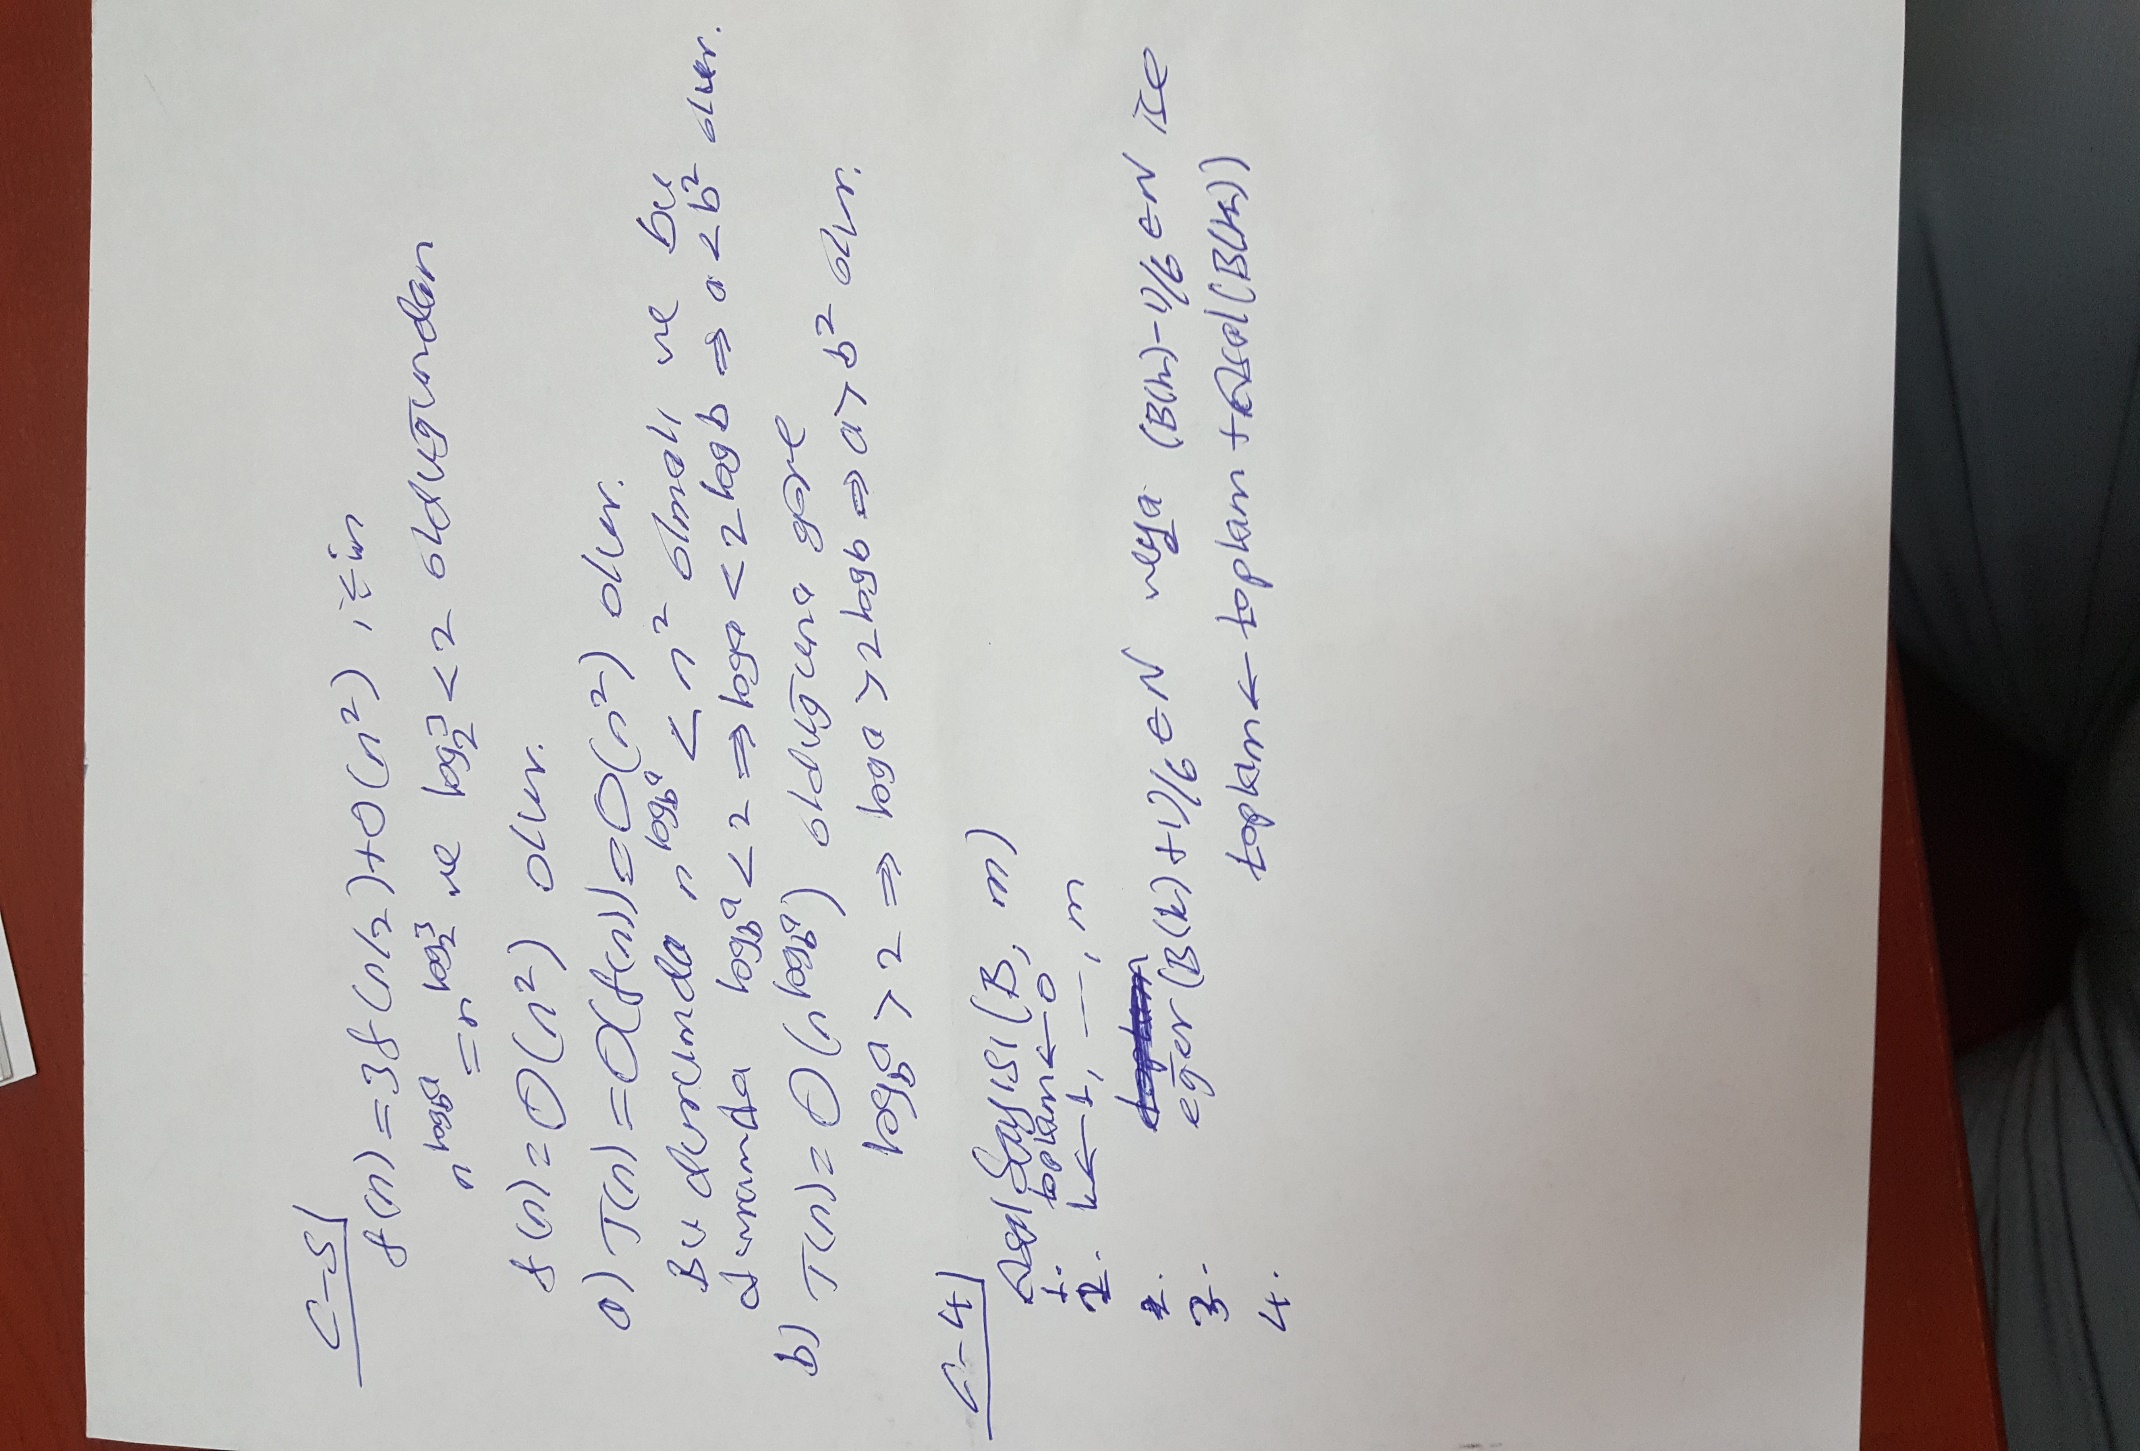 C-5)
f(n)=3f(n/2)+O(n²) için
n^log_b^a = n^log_2^3 ve log_2^3 < 2 olduğundan
f(n)=Θ(n²) olur.
a) T(n)=Θ(f(n))=Θ(n²) olur.
Bu durumda n^log_b^a < n² olmalı ve bu
durumda log_b^a < 2 ⇒ log a < 2 log b ⇒ a < b² olur.
b) T(n)=Θ(n^log_b^a) olduğuna göre
log_b^a > 2 ⇒ log a > 2 log b ⇒ a > b² olur.
C-4)
Asal Sayısı(B, m)
1. toplam ← 0
2. k ← 1, ---, m
3. eğer (B(k)+1)/6 ∈ N veya (B(k)-1)/6 ∈ N ise
4. toplam ← toplam + Asal(B(k))